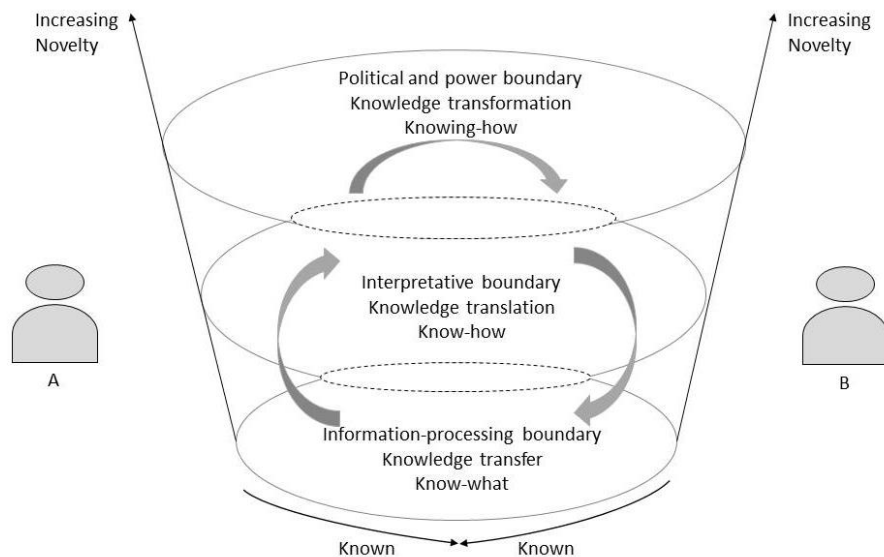 Increasing
Novelty
Increasing
Novelty
Political and power boundary
Knowledge transformation
Knowing-how
Interpretative boundary
Knowledge translation
Know-how
A
B
Information-processing boundary
Knowledge transfer
Know-what
Known
Known